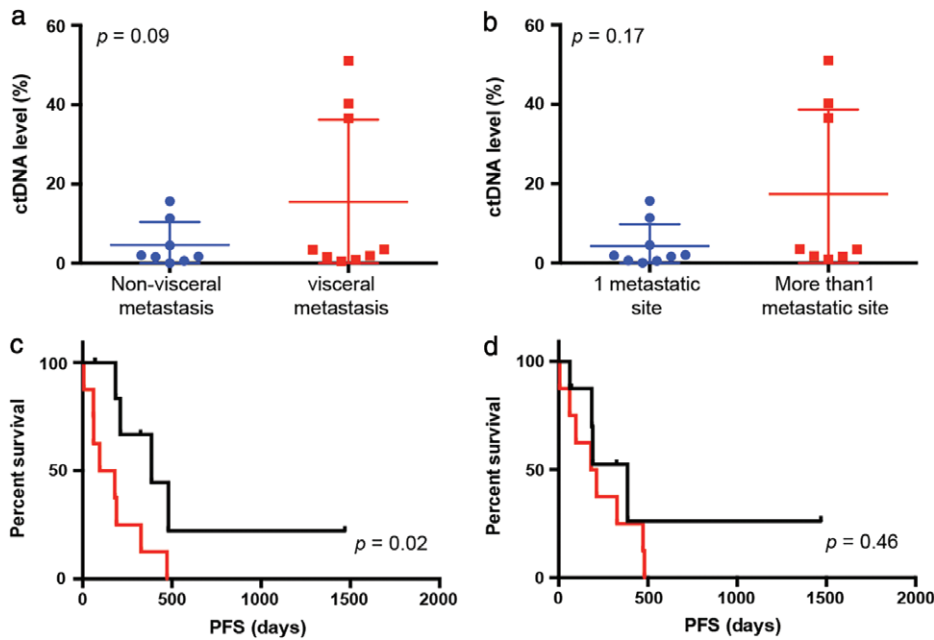 a
p = 0.09
ctDNA level (%)
60
40
20
0
Non-visceral
metastasis
visceral
metastasis
b
p = 0.17
ctDNA level (%)
60
40
20
0
1 metastatic
site
More than1
metastatic site
c
Percent survival
100
50
0
p = 0.02
0
500
1000
1500
2000
PFS (days)
d
Percent survival
100
50
0
p = 0.46
0
500
1000
1500
2000
PFS (days)